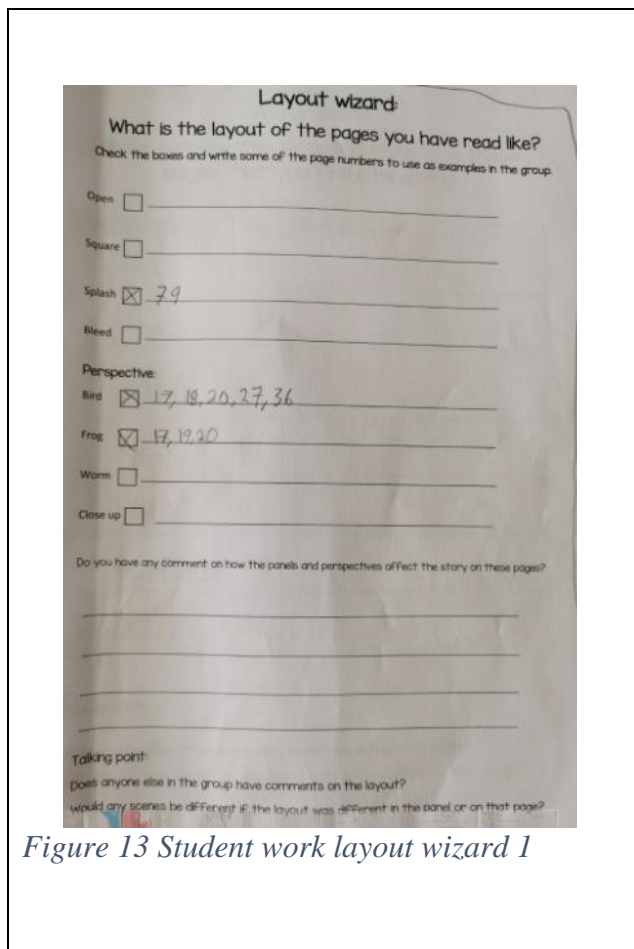 Layout wizard:
What is the layout of the pages you have read like?
Check the boxes and write some of the page numbers to use as examples in the group.
Open
Square
Splash 79
Bleed
Perspective:
Bird 17, 18, 20, 27, 36
Frog 17, 19, 20
Worm
Close up
Do you have any comment on how the panels and perspectives affect the story on these pages?
Talking point:
Does anyone else in the group have comments on the layout?
Would any scenes be different if the layout was different in the panel or on that page?
Figure 13 Student work layout wizard 1